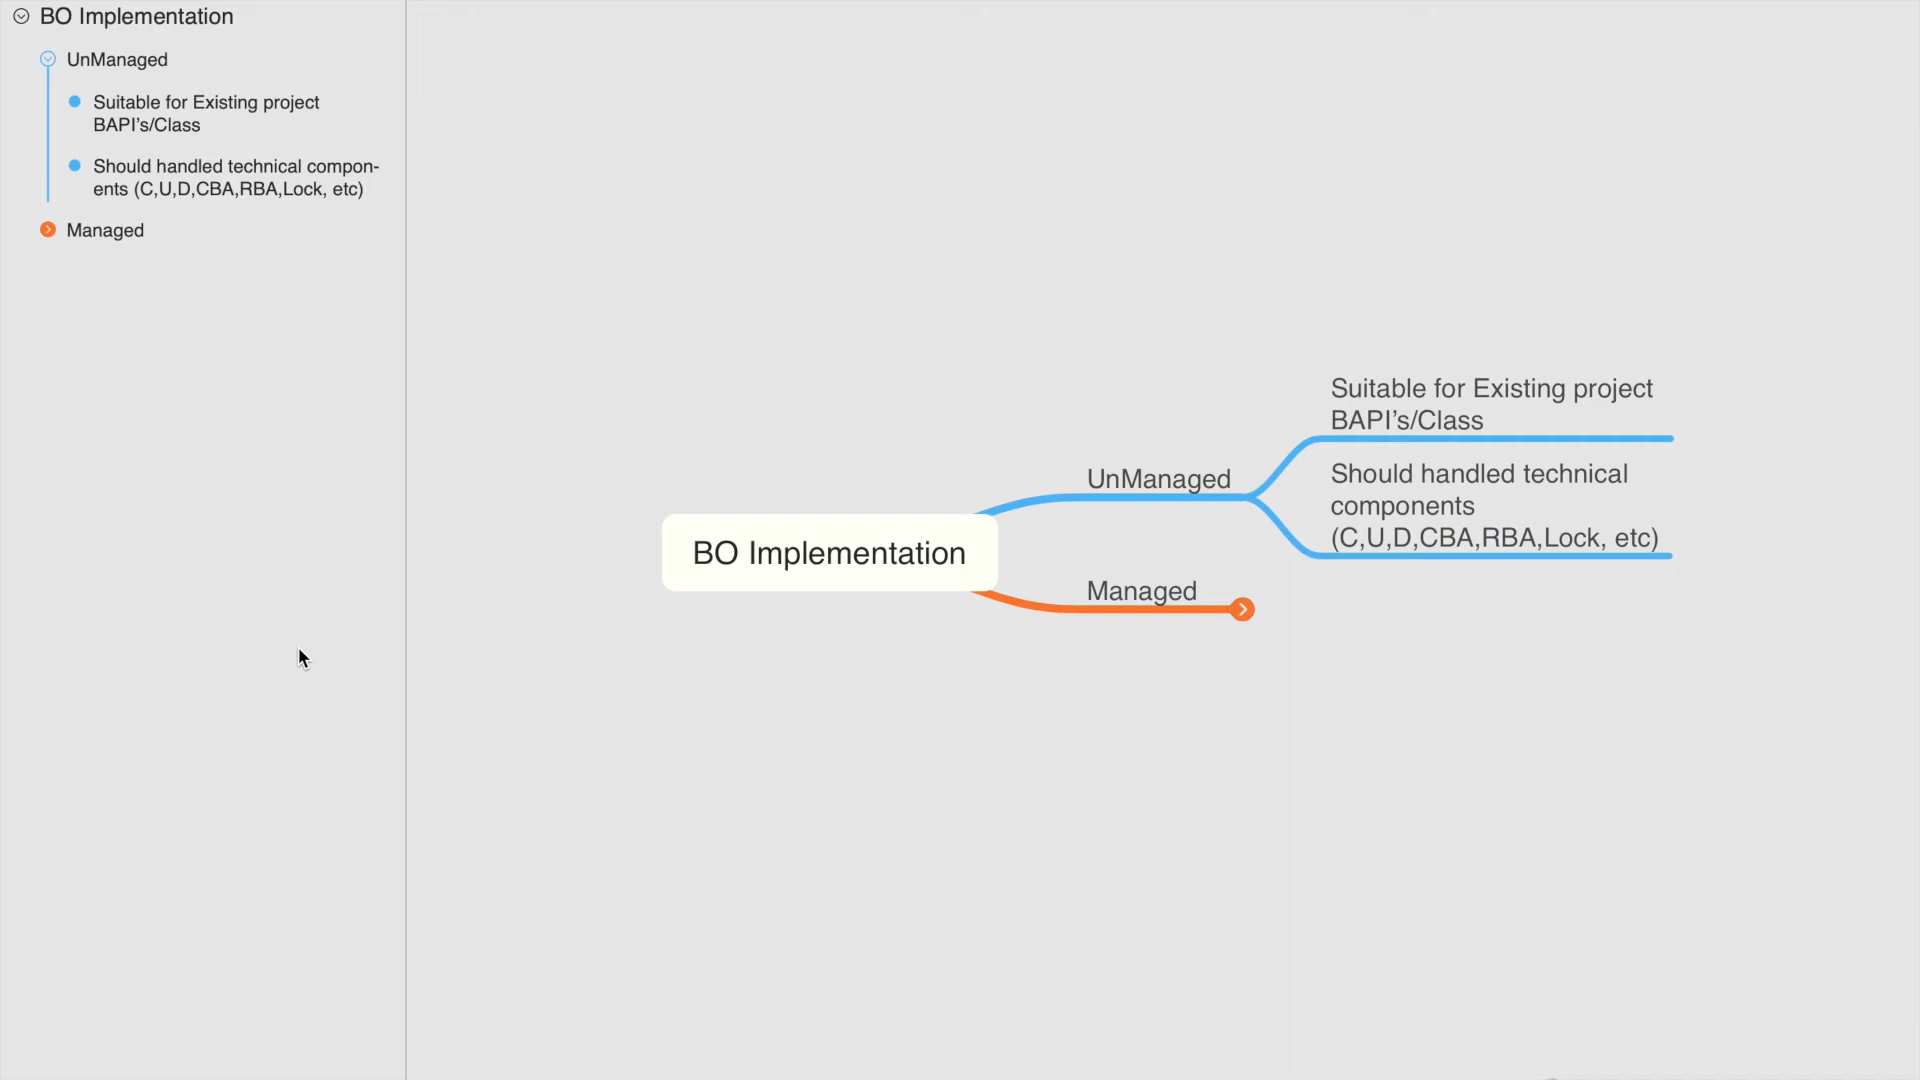 BO Implementation
UnManaged
Suitable for Existing project
BAPI’s/Class
Should handled technical compon-
ents (C,U,D,CBA,RBA,Lock, etc)
Managed
Suitable for Existing project
BAPI’s/Class
UnManaged
Should handled technical
components
(C,U,D,CBA,RBA,Lock, etc)
BO Implementation
Managed